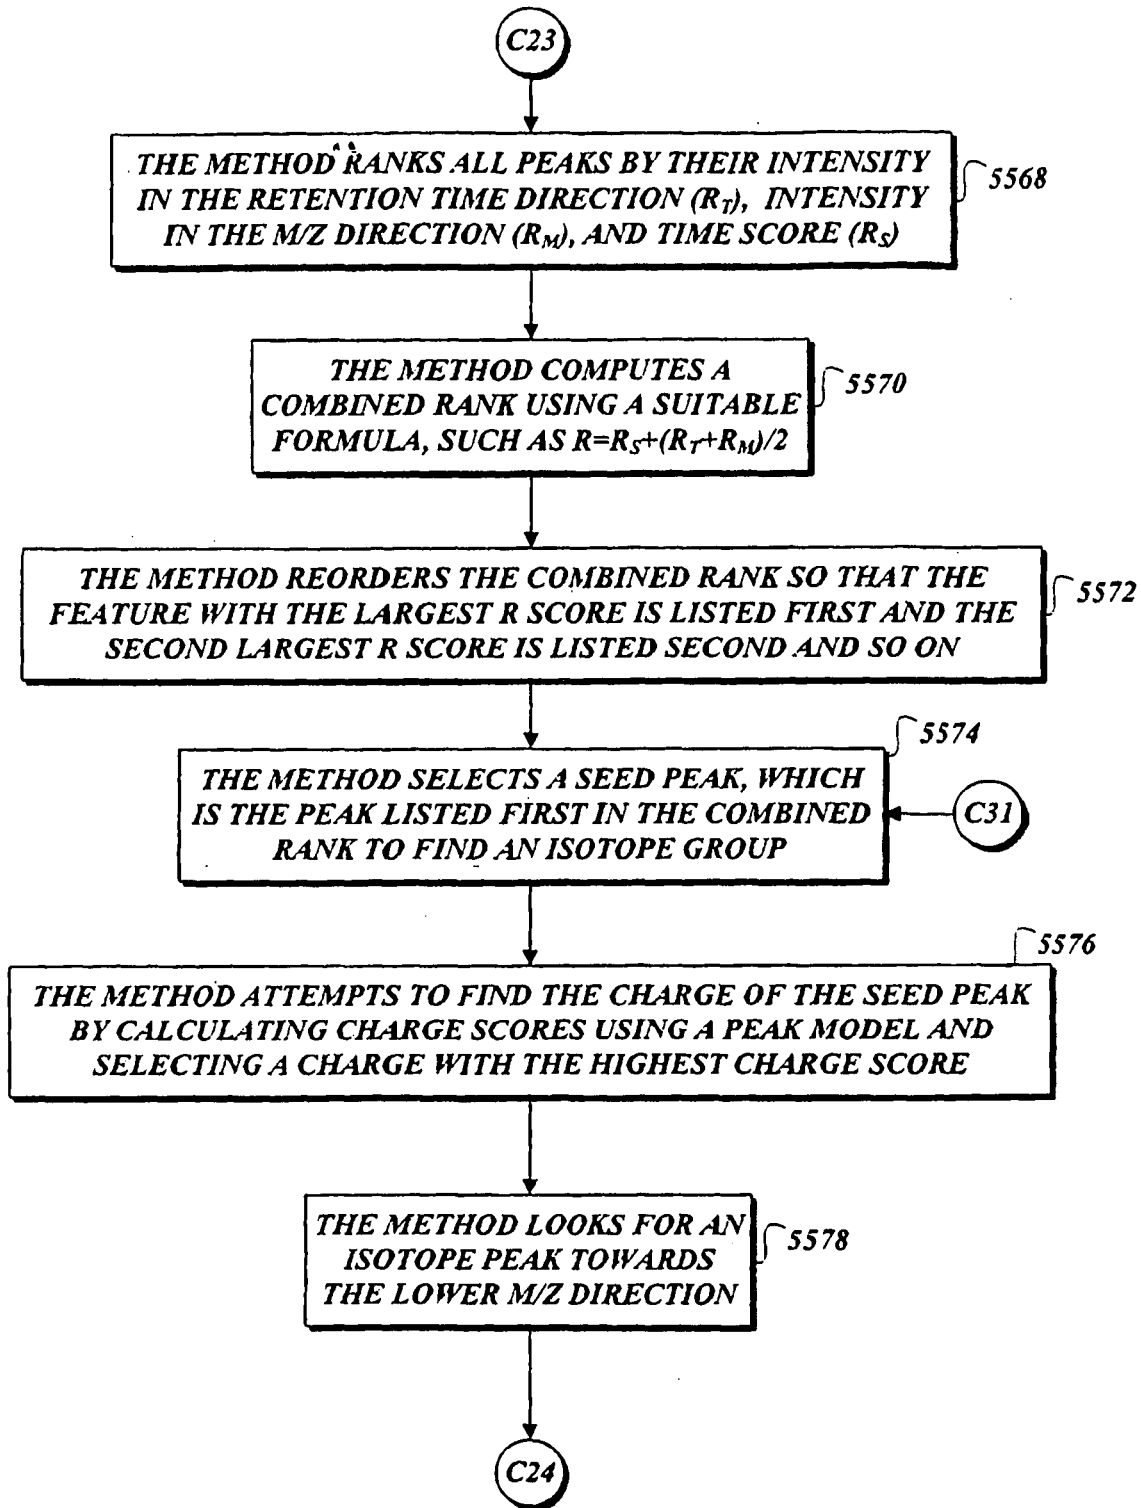 C23
THE METHOD RANKS ALL PEAKS BY THEIR INTENSITY
IN THE RETENTION TIME DIRECTION (R_T), INTENSITY
IN THE M/Z DIRECTION (R_M), AND TIME SCORE (R_S)
5568
THE METHOD COMPUTES A
COMBINED RANK USING A SUITABLE
FORMULA, SUCH AS R=R_S+(R_T+R_M)/2
5570
THE METHOD REORDERS THE COMBINED RANK SO THAT THE
FEATURE WITH THE LARGEST R SCORE IS LISTED FIRST AND THE
SECOND LARGEST R SCORE IS LISTED SECOND AND SO ON
5572
THE METHOD SELECTS A SEED PEAK, WHICH
IS THE PEAK LISTED FIRST IN THE COMBINED
RANK TO FIND AN ISOTOPE GROUP
5574
C31
THE METHOD ATTEMPTS TO FIND THE CHARGE OF THE SEED PEAK
BY CALCULATING CHARGE SCORES USING A PEAK MODEL AND
SELECTING A CHARGE WITH THE HIGHEST CHARGE SCORE
5576
THE METHOD LOOKS FOR AN
ISOTOPE PEAK TOWARDS
THE LOWER M/Z DIRECTION
5578
C24